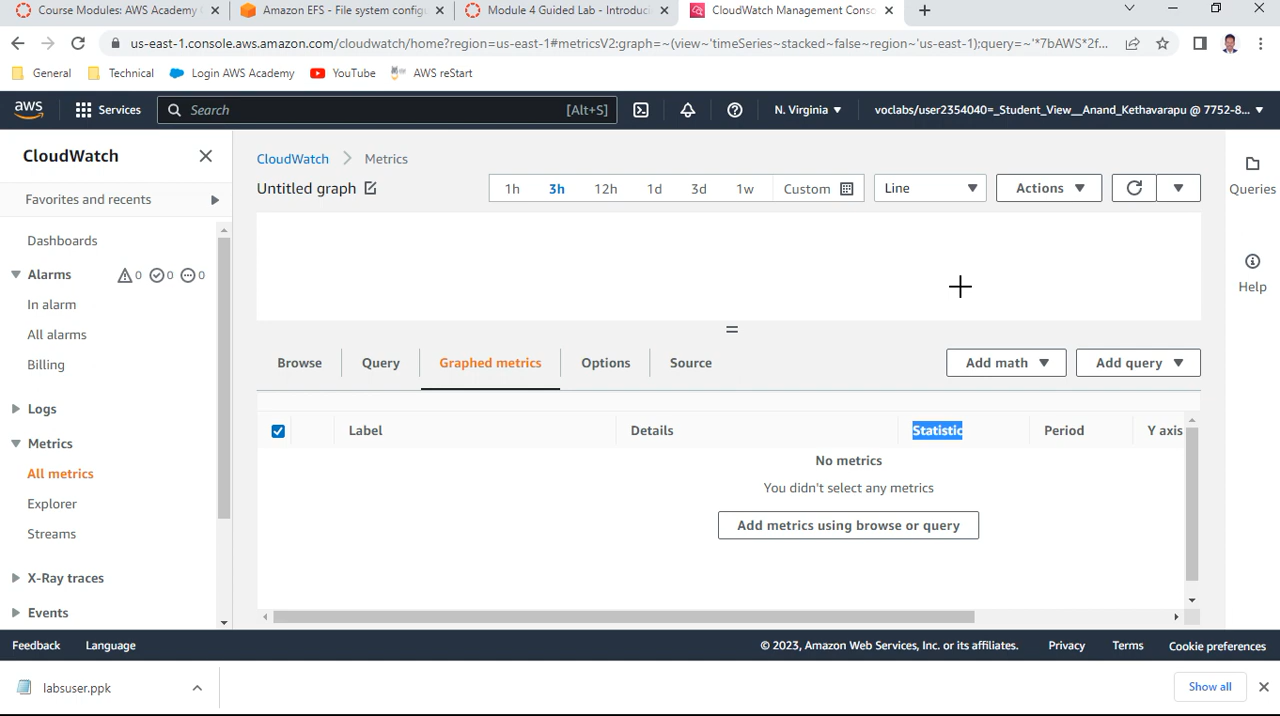 Course Modules: AWS Academy
Amazon EFS - File system configu
Module 4 Guided Lab - Introducti
CloudWatch Management Conso
us-east-1.console.aws.amazon.com/cloudwatch/home?region=us-east-1#metricsV2:graph=~(view~'timeSeries~stacked~false~region~'us-east-1);query=~'*7bAWS*2f...
General
Technical
Login AWS Academy
YouTube
AWS reStart
aws
Services
Search
[Alt+S]
N. Virginia
voclabs/user2354040=_Student_View__Anand_Kethavarapu @ 7752-8...
CloudWatch
Favorites and recents
Dashboards
Alarms
0
0
0
In alarm
All alarms
Billing
Logs
Metrics
All metrics
Explorer
Streams
X-Ray traces
Events
CloudWatch
Metrics
Untitled graph
1h
3h
12h
1d
3d
1w
Custom
Line
Actions
Queries
Help
Browse
Query
Graphed metrics
Options
Source
Add math
Add query
Label
Details
Statistic
Period
Y axis
No metrics
You didn't select any metrics
Add metrics using browse or query
Feedback
Language
© 2023, Amazon Web Services, Inc. or its affiliates.
Privacy
Terms
Cookie preferences
labsuser.ppk
Show all